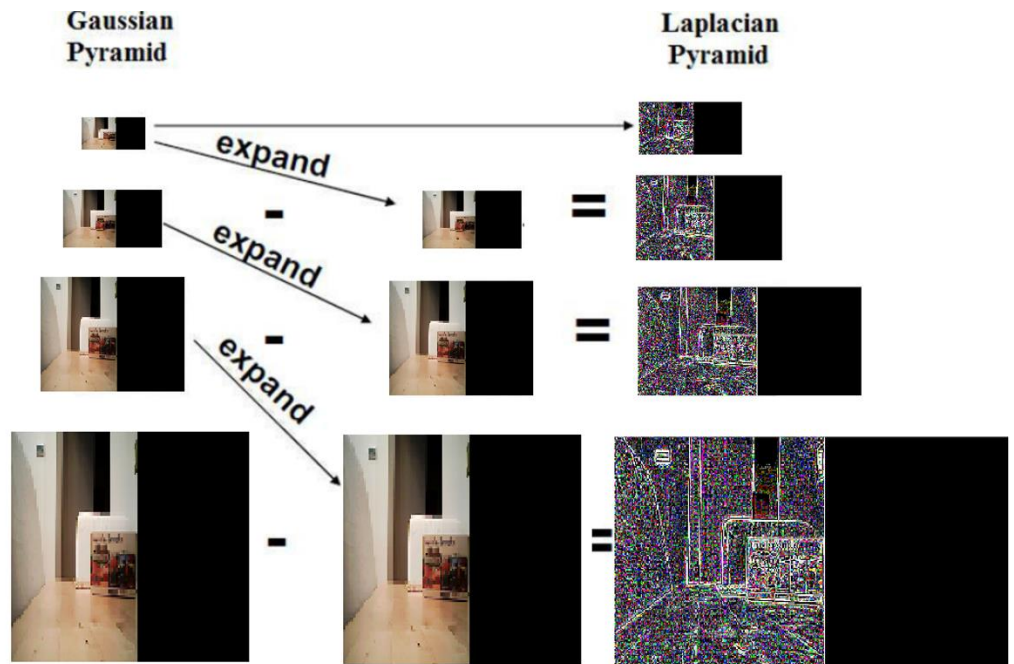 Gaussian
Pyramid
Laplacian
Pyramid
expand
-
=
expand
-
=
expand
-
=